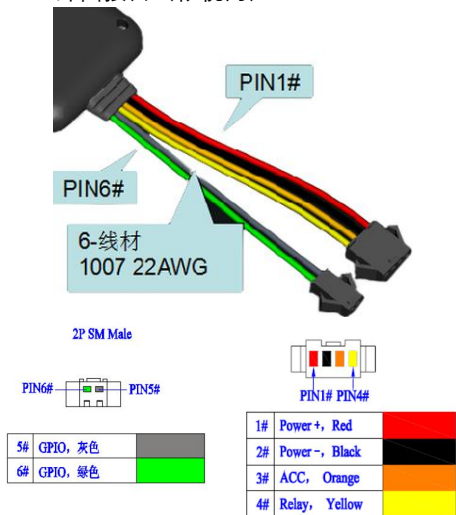 PIN1#
PIN6#
6-线材
1007 22AWG
2P SM Male
PIN6#
PIN5#
PIN1# PIN4#
5# GPIO, 灰色
6# GPIO, 绿色
1# Power+, Red
2# Power-, Black
3# ACC, Orange
4# Relay, Yellow